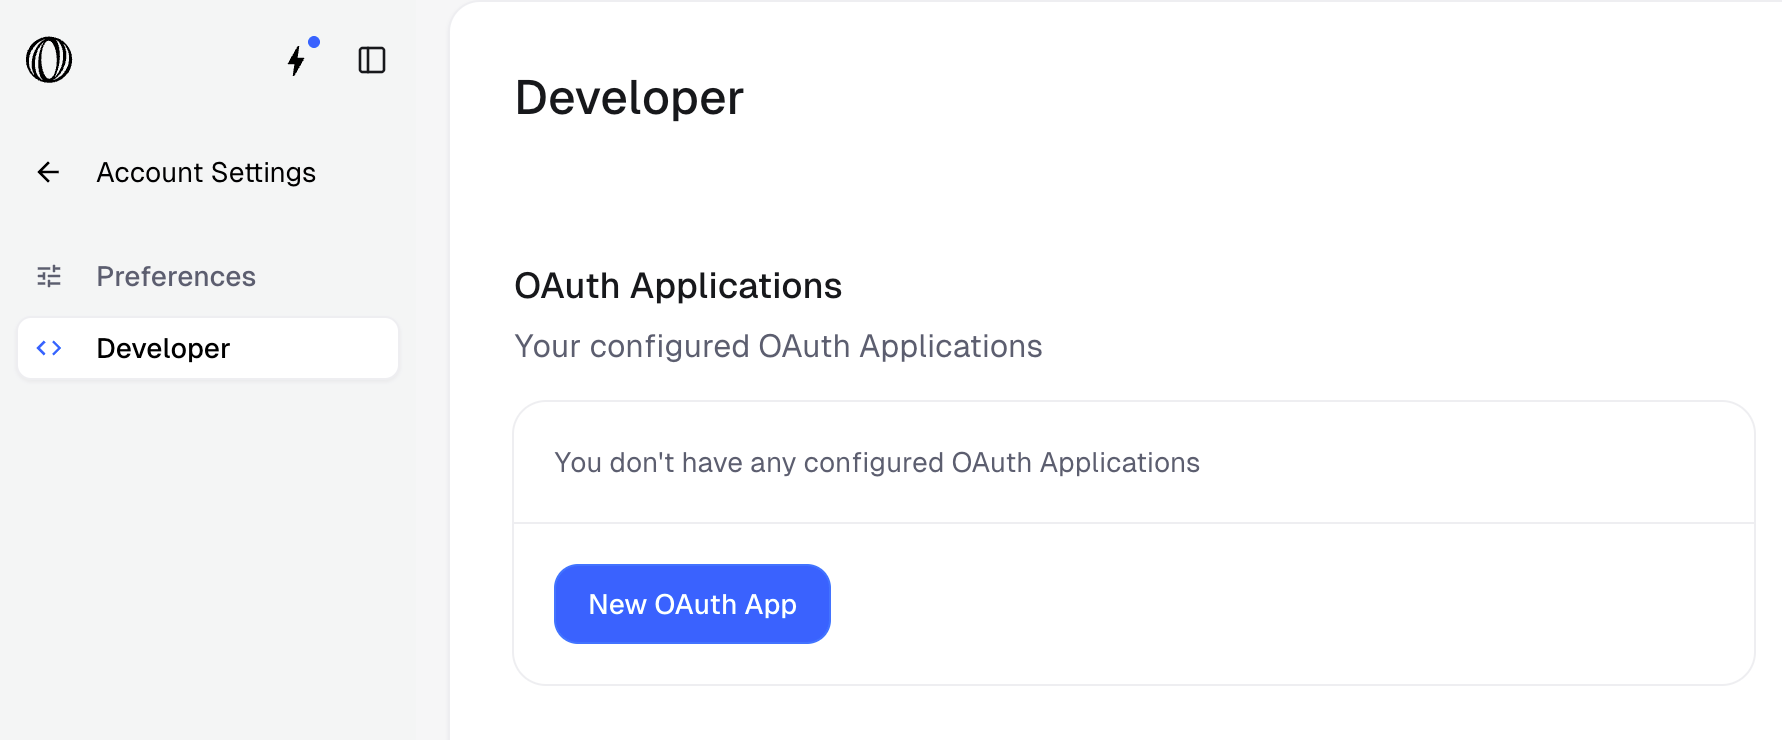 Account Settings
Preferences
Developer
Developer
OAuth Applications
Your configured OAuth Applications
You don't have any configured OAuth Applications
New OAuth App